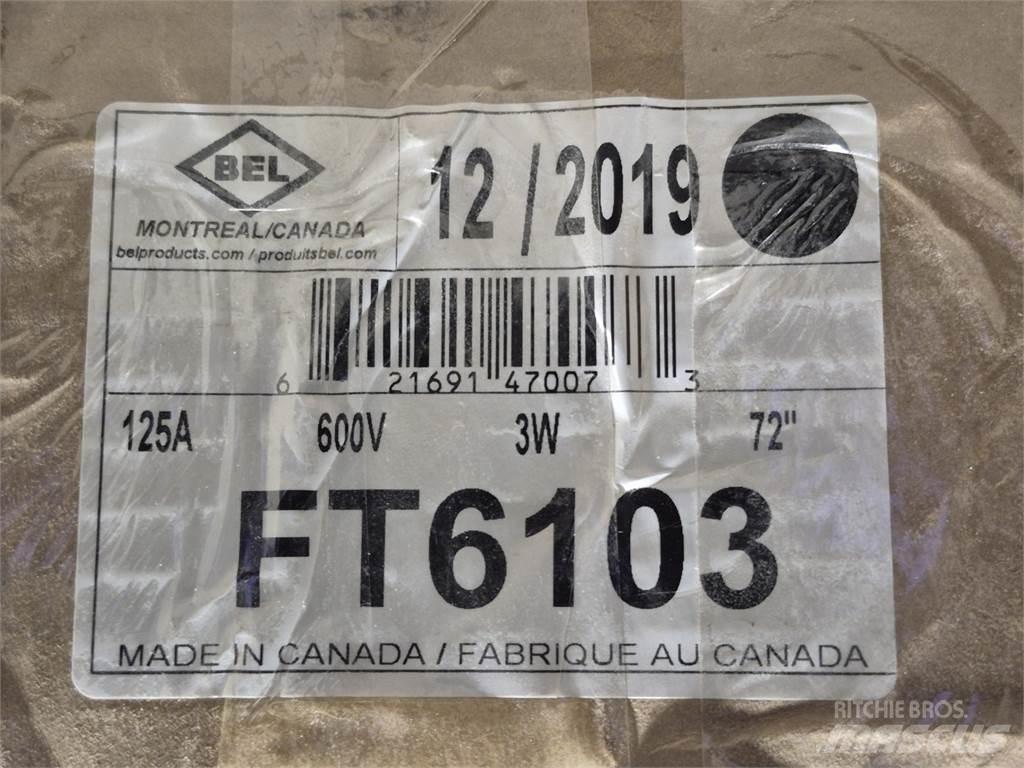 BEL
MONTREAL/CANADA
belproducts.com / produitsbel.com
12 / 2019
6 21691 47007 3
125A 600V 3W 72"
FT6103
MADE IN CANADA / FABRIQUE AU CANADA
RITCHIE BROS.
MASCUS